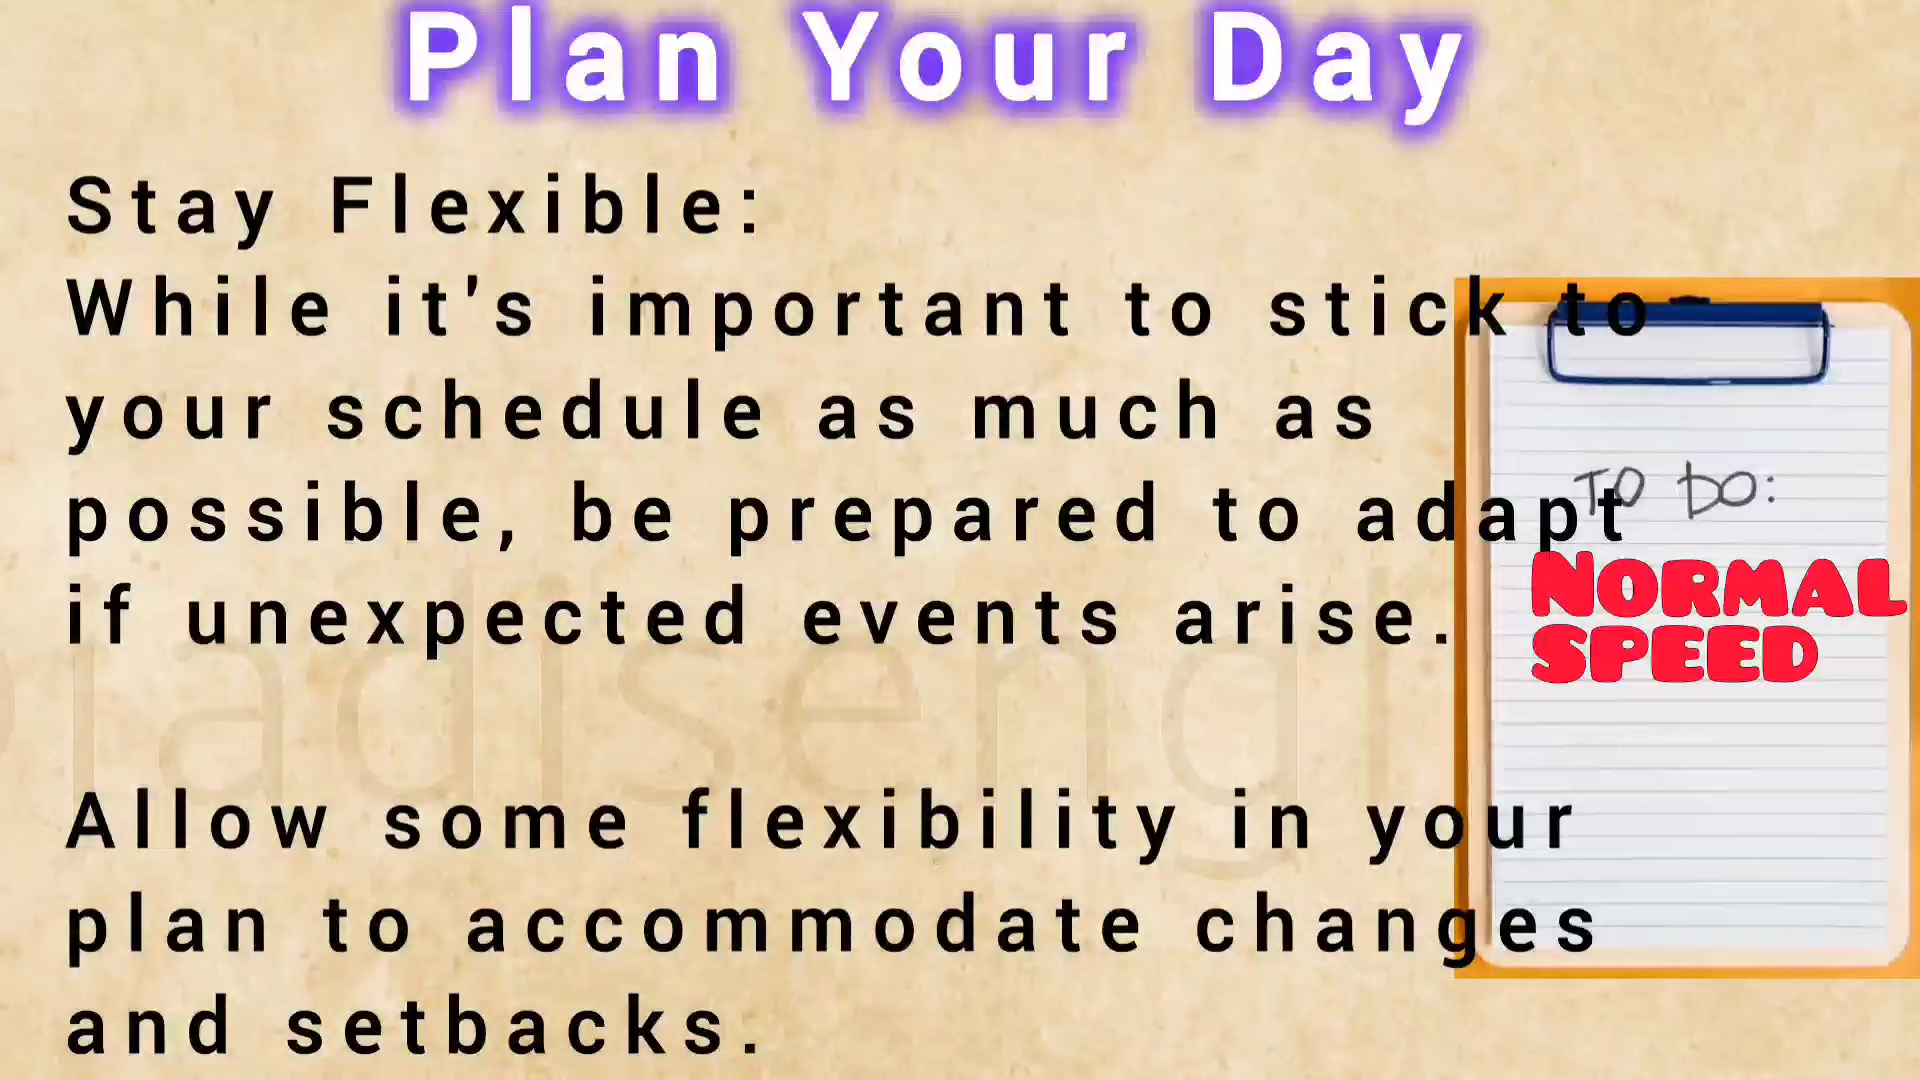 Plan Your Day
Stay Flexible:
While it's important to stick to
your schedule as much as
possible, be prepared to adapt
if unexpected events arise.
Allow some flexibility in your
plan to accommodate changes
and setbacks.
TO DO:
NORMAL
SPEED